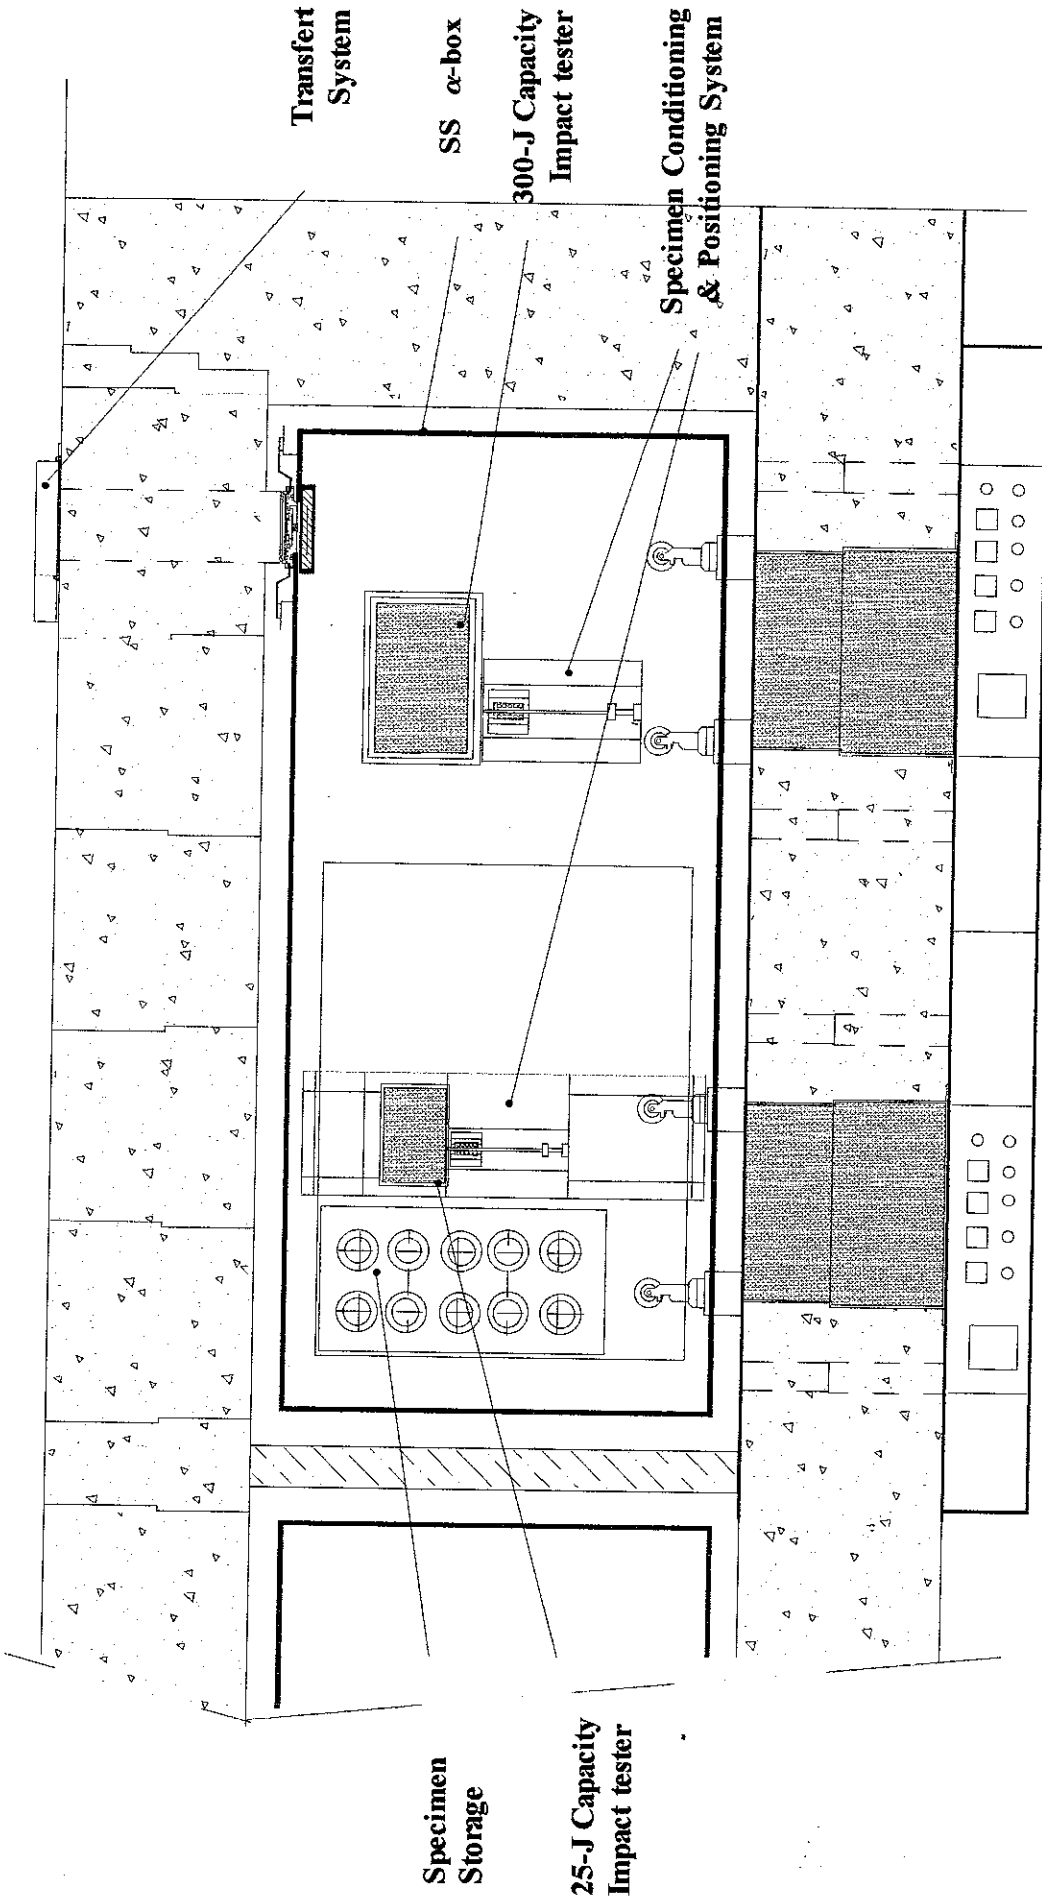 Transfert
System
SS α-box
300-J Capacity
Impact tester
Specimen Conditioning
& Positioning System
Specimen
Storage
25-J Capacity
Impact tester